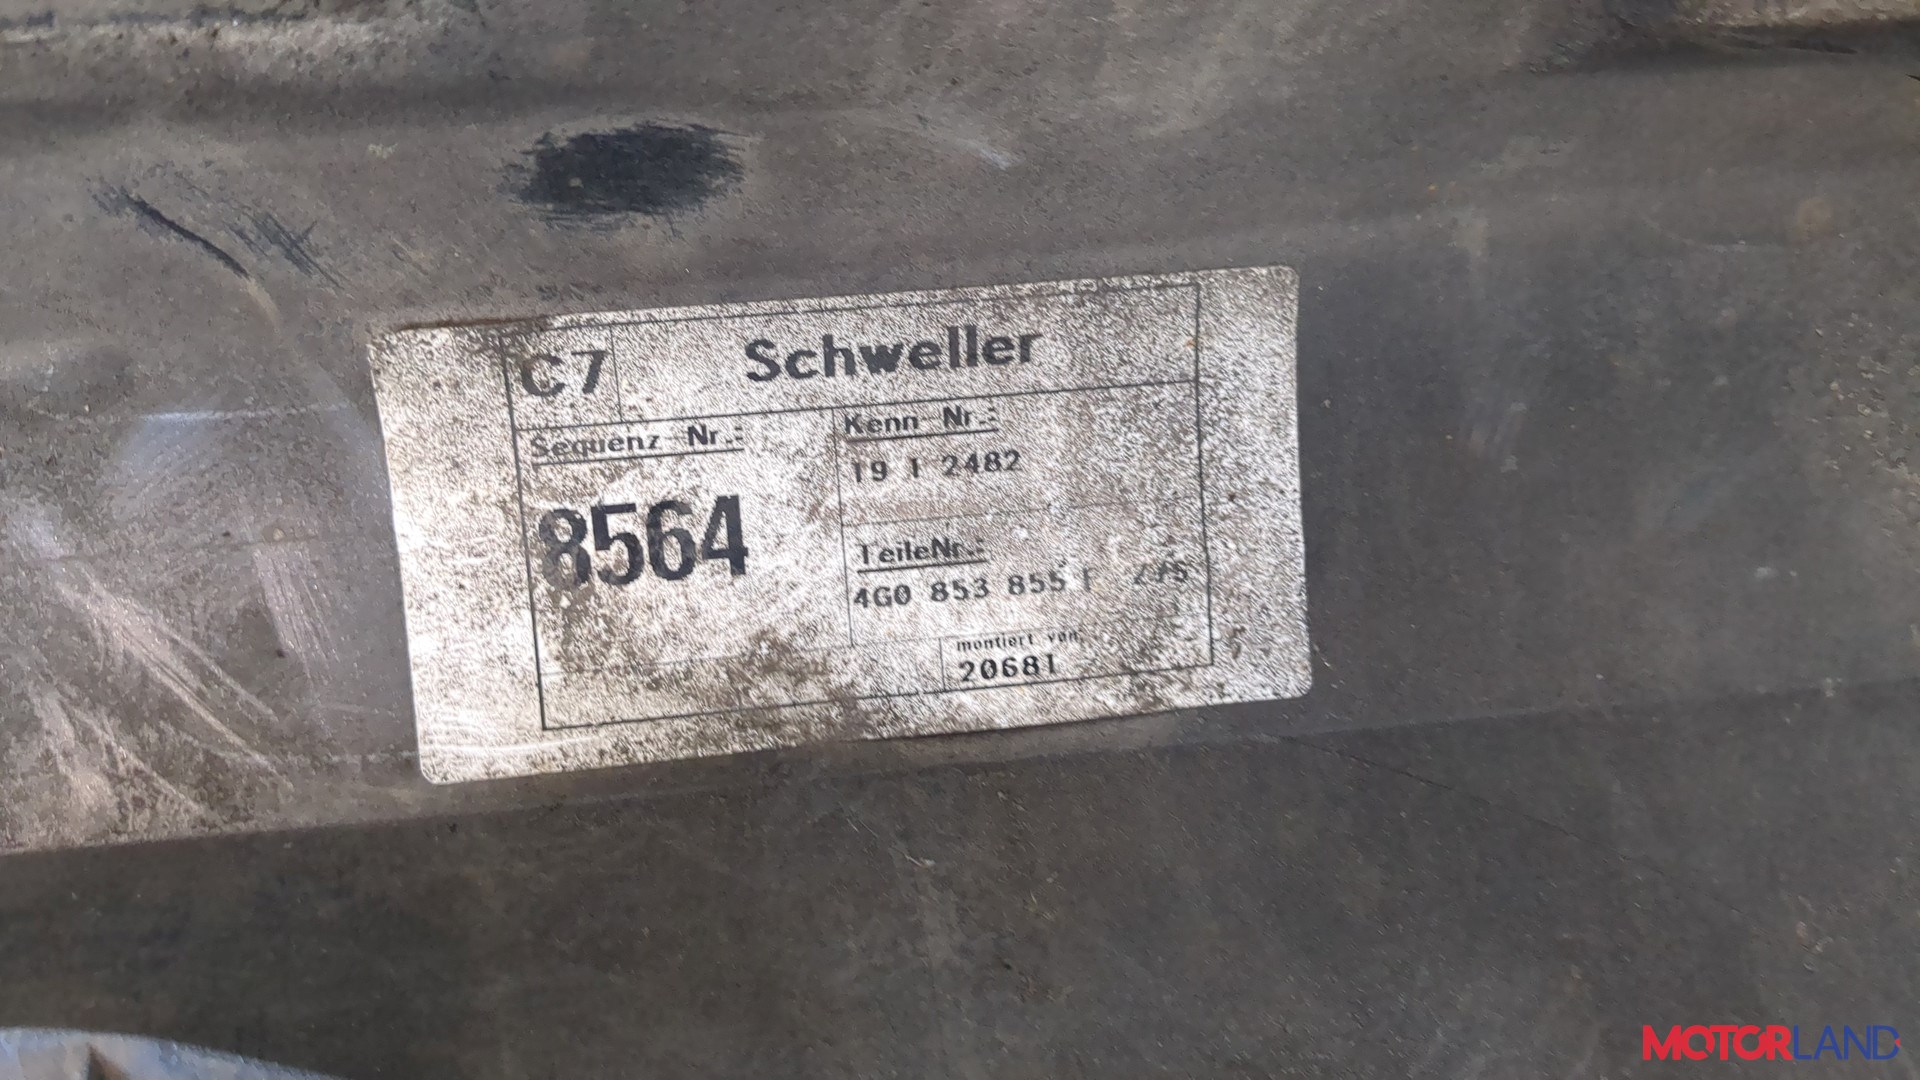 C7 Schweller
Sequenz Nr.:
8564
Kenn Nr.:
19 1 2482
TeileNr.:
4G0 853 855 F
montiert von:
20681
MOTORLAND